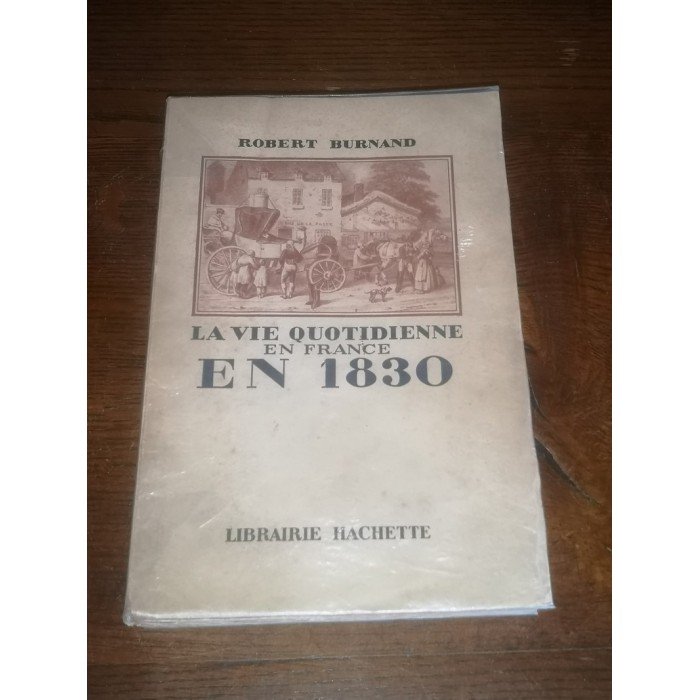 ROBERT BURNAND
LA VIE QUOTIDIENNE
EN FRANCE
EN 1830
LIBRAIRIE HACHETTE